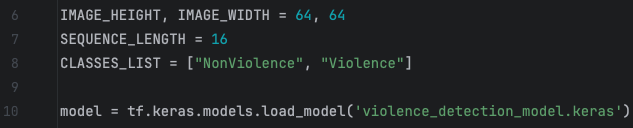 6 IMAGE_HEIGHT, IMAGE_WIDTH = 64, 64
7 SEQUENCE_LENGTH = 16
8 CLASSES_LIST = ["NonViolence", "Violence"]
9
10 model = tf.keras.models.load_model('violence_detection_model.keras')